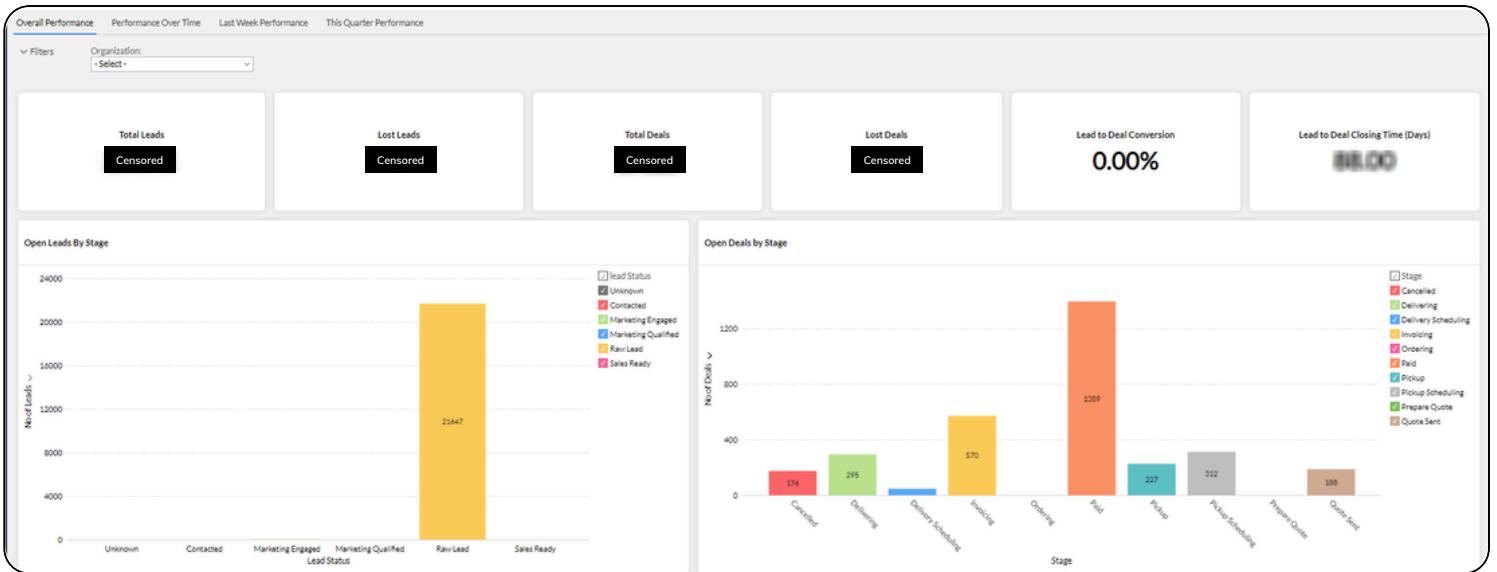 Overall Performance Performance Over Time Last Week Performance This Quarter Performance
Filters
Organization:
- Select -
Total Leads Lost Leads Total Deals Lost Deals Lead to Deal Conversion Lead to Deal Closing Time (Days)
Censored Censored Censored Censored 0.00%
Open Leads By Stage
24000
20000
16000
12000
8000
4000
0
No of Leads
21647
Unknown Contacted Marketing Engaged Marketing Qualified Raw Lead Sales Ready
Lead Status
lead Status
Unknown
Contacted
Marketing Engaged
Marketing Qualified
Raw Lead
Sales Ready
Open Deals by Stage
1200
800
400
0
No of Deals
176 295 570 1389 227 312 188
Cancelled Delivering Delivery Scheduling Invoicing Ordering Paid Pickup Pickup Scheduling Prepare Quote Quote Sent
Stage
Stage
Cancelled
Delivering
Delivery Scheduling
Invoicing
Ordering
Paid
Pickup
Pickup Scheduling
Prepare Quote
Quote Sent